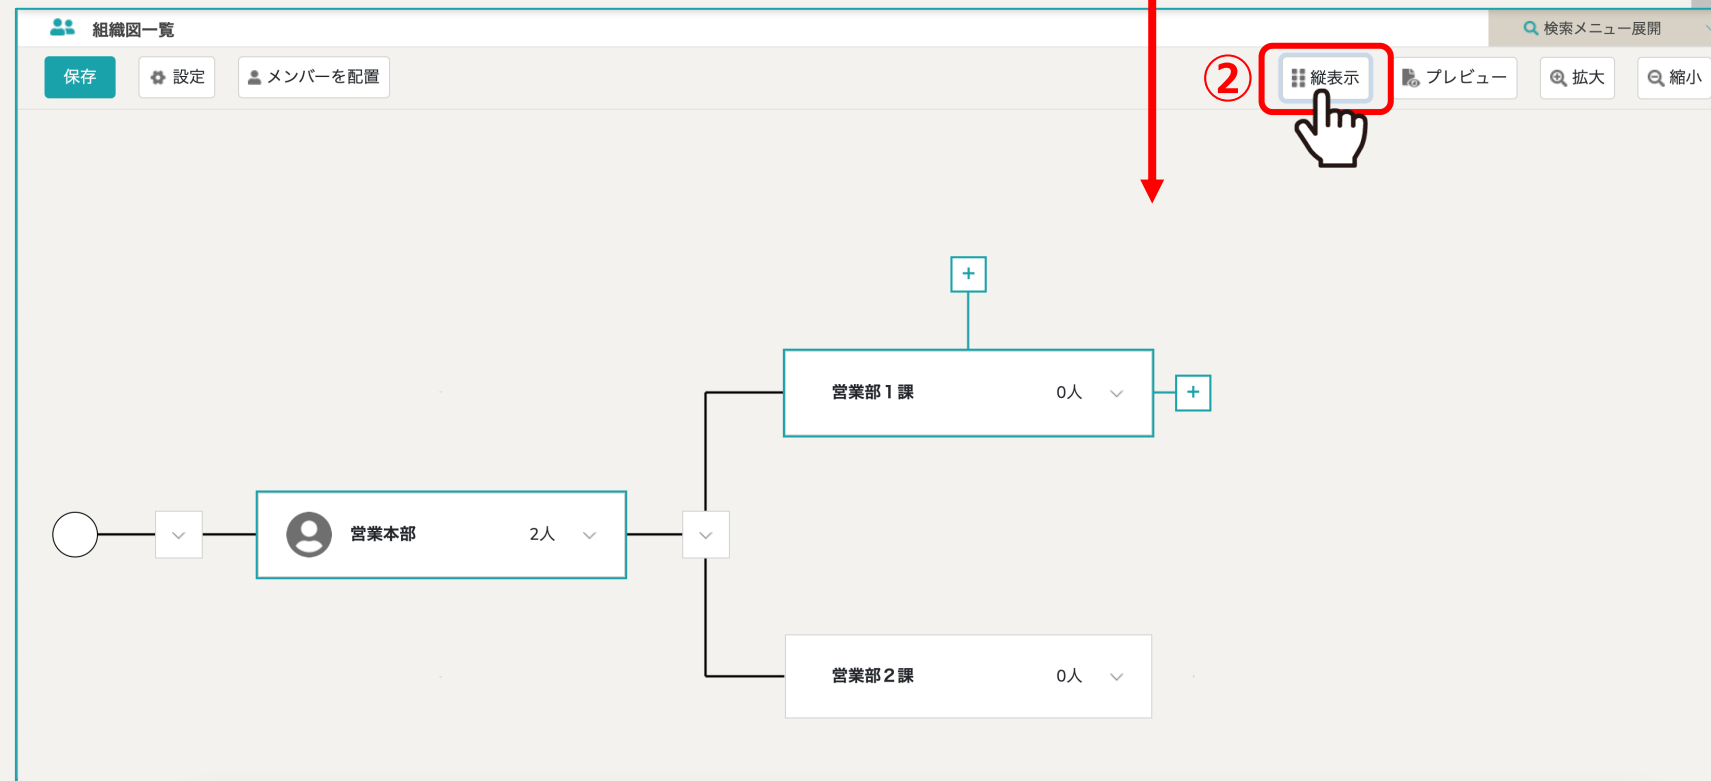 組織図一覧
検索メニュー展開
保存
設定
メンバーを配置
②
縦表示
プレビュー
拡大
縮小
+
営業部1課 0人
+
営業本部 2人
営業部2課 0人